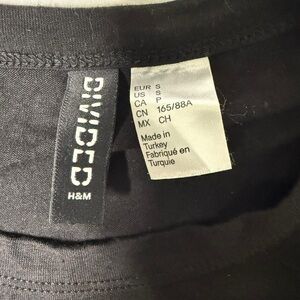 DIVIDED
H&M
EUR S
US S
CA P
CN 165/88A
MX CH
Made in
Turkey
Fabriqué en
Turquie